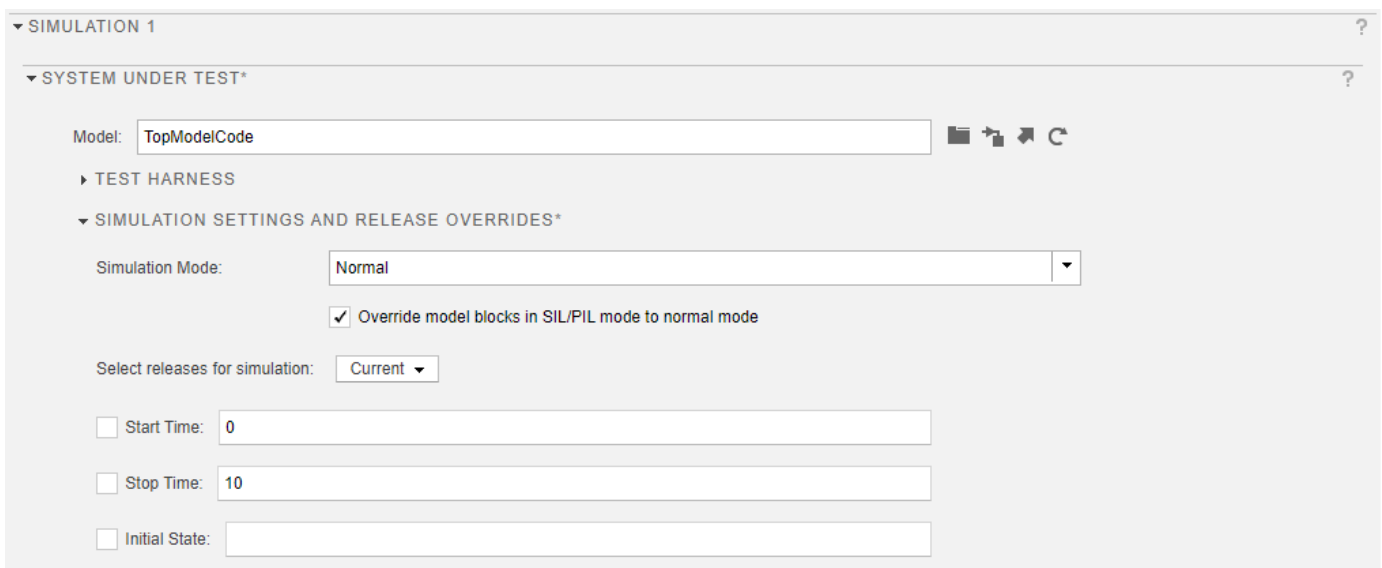 SIMULATION 1 ?
SYSTEM UNDER TEST* ?
Model: TopModelCode
TEST HARNESS
SIMULATION SETTINGS AND RELEASE OVERRIDES*
Simulation Mode: Normal
Override model blocks in SIL/PIL mode to normal mode
Select releases for simulation: Current
Start Time: 0
Stop Time: 10
Initial State: